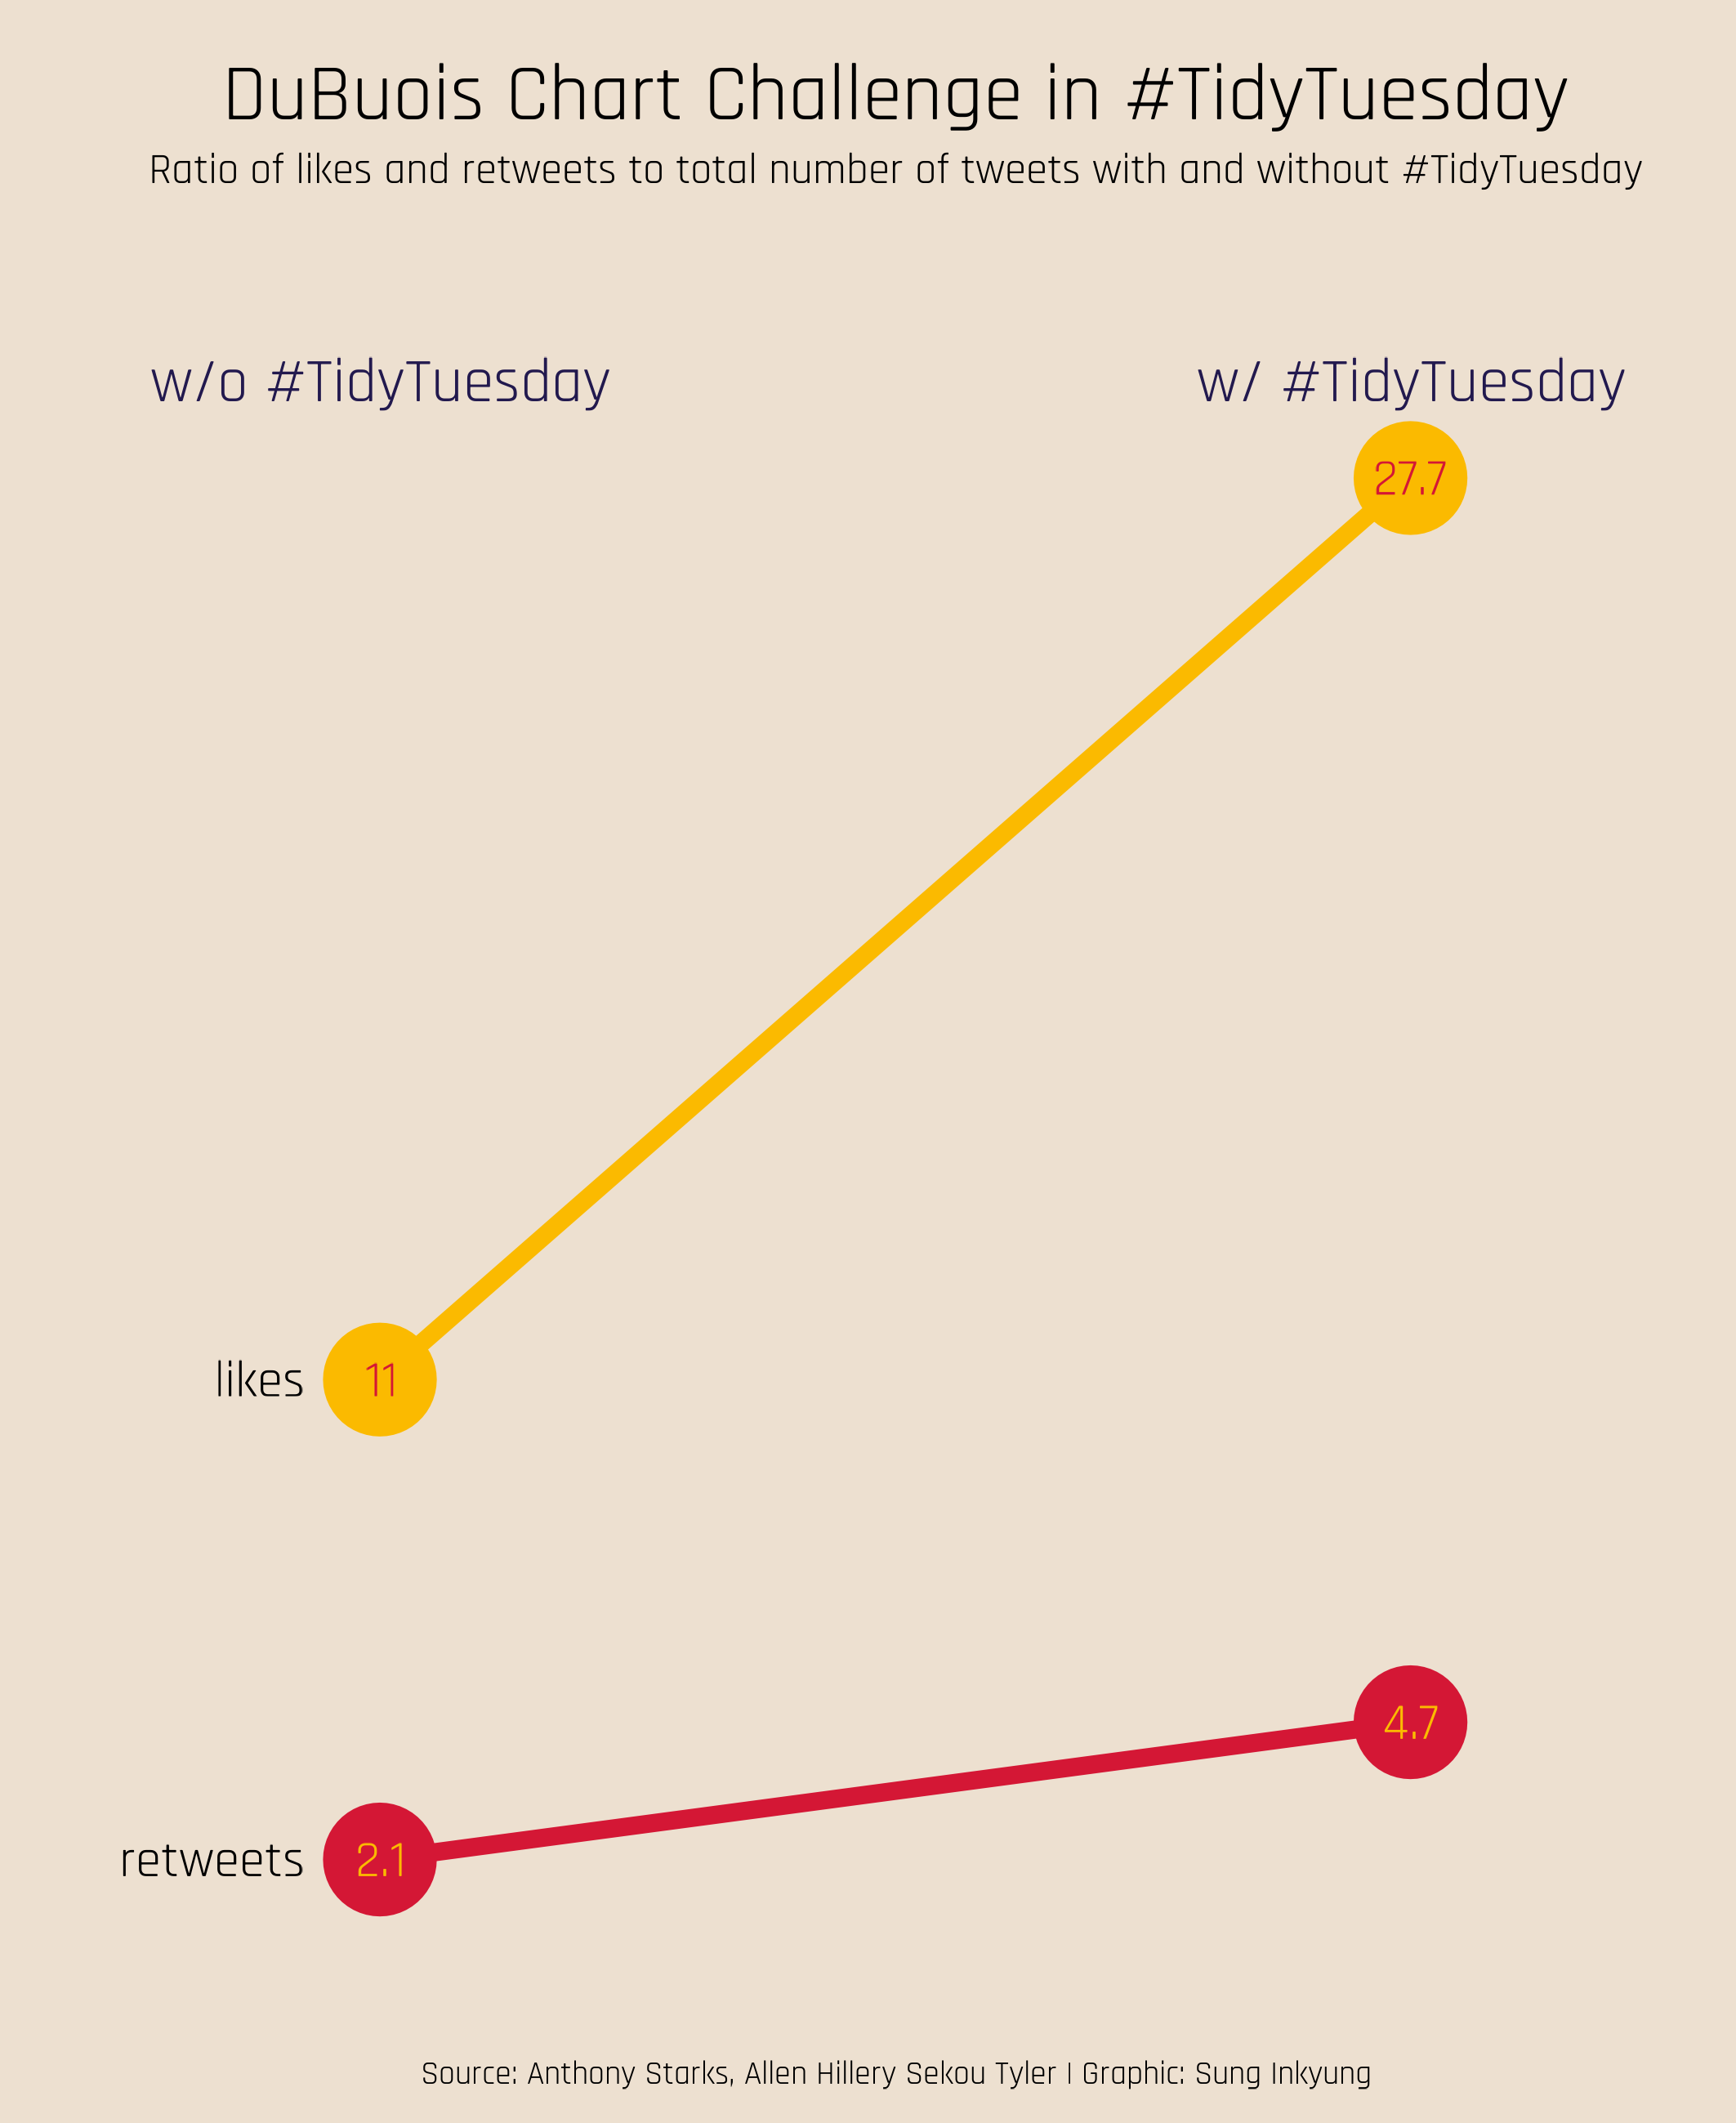 DuBuois Chart Challenge in #TidyTuesday
Ratio of likes and retweets to total number of tweets with and without #TidyTuesday
w/o #TidyTuesday
w/ #TidyTuesday
27.7
likes
11
4.7
retweets
2.1
Source: Anthony Starks, Allen Hillery Sekou Tyler | Graphic: Sung Inkyung